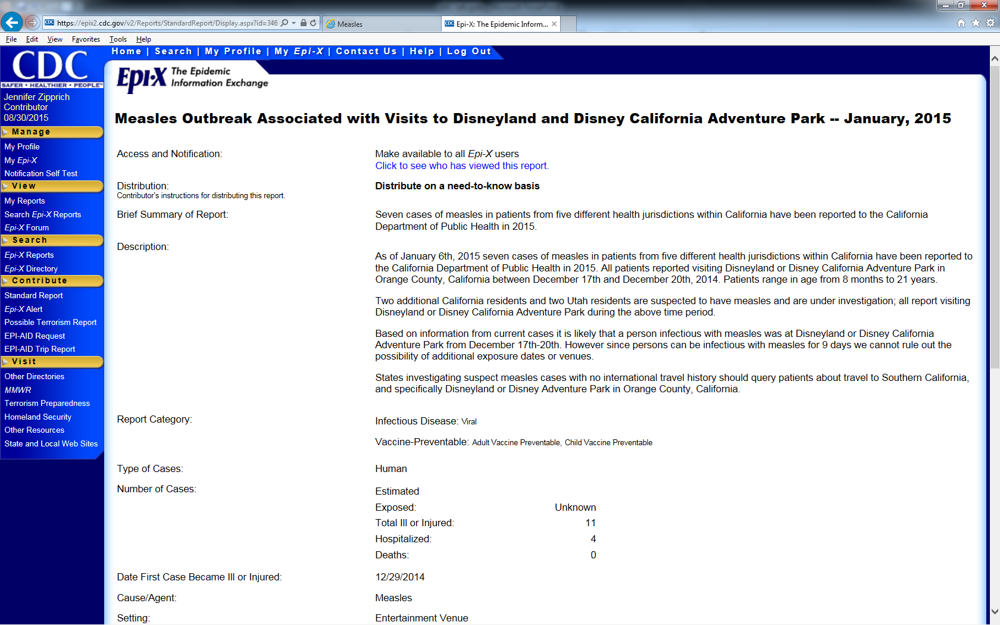 https://epix2.cdc.gov/v2/Reports/StandardReport/Display.aspx?id=346
Measles
CDC Epi-X: The Epidemic Inform...
File Edit View Favorites Tools Help
Home | Search | My Profile | My Epi-X | Contact Us | Help | Log Out
CDC
SAFER • HEALTHIER • PEOPLE™
Epi-X The Epidemic
Information Exchange
Jennifer Zipprich
Contributor
08/30/2015
Manage
My Profile
My Epi-X
Notification Self Test
View
My Reports
Search Epi-X Reports
Epi-X Forum
Search
Epi-X Reports
Epi-X Directory
Contribute
Standard Report
Epi-X Alert
Possible Terrorism Report
EPI-AID Request
EPI-AID Trip Report
Visit
Other Directories
MMWR
Terrorism Preparedness
Homeland Security
Other Resources
State and Local Web Sites
Measles Outbreak Associated with Visits to Disneyland and Disney California Adventure Park -- January, 2015
Access and Notification:
Make available to all Epi-X users
Click to see who has viewed this report.
Distribution:
Contributor's instructions for distributing this report.
Distribute on a need-to-know basis
Brief Summary of Report:
Seven cases of measles in patients from five different health jurisdictions within California have been reported to the California
Department of Public Health in 2015.
Description:
As of January 6th, 2015 seven cases of measles in patients from five different health jurisdictions within California have been reported to
the California Department of Public Health in 2015. All patients reported visiting Disneyland or Disney California Adventure Park in
Orange County, California between December 17th and December 20th, 2014. Patients range in age from 8 months to 21 years.
Two additional California residents and two Utah residents are suspected to have measles and are under investigation; all report visiting
Disneyland or Disney California Adventure Park during the above time period.
Based on information from current cases it is likely that a person infectious with measles was at Disneyland or Disney California
Adventure Park from December 17th-20th. However since persons can be infectious with measles for 9 days we cannot rule out the
possibility of additional exposure dates or venues.
States investigating suspect measles cases with no international travel history should query patients about travel to Southern California,
and specifically Disneyland or Disney Adventure Park in Orange County, California.
Report Category:
Infectious Disease: Viral
Vaccine-Preventable: Adult Vaccine Preventable, Child Vaccine Preventable
Type of Cases:
Human
Number of Cases:
Estimated
Exposed: Unknown
Total Ill or Injured: 11
Hospitalized: 4
Deaths: 0
Date First Case Became Ill or Injured:
12/29/2014
Cause/Agent:
Measles
Setting:
Entertainment Venue